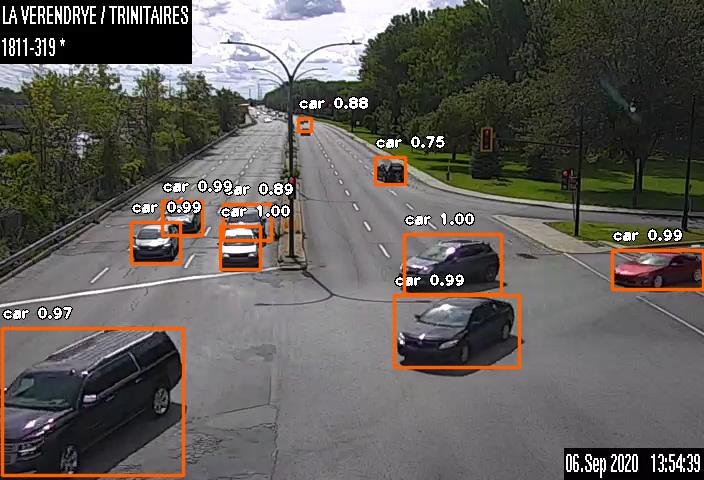 LA VERENDRYE / TRINITAIRES
1811-319 *
car 0.88
car 0.75
car 0.99
car 0.89
car 0.99
car 1.00
car 1.00
car 0.99
car 0.99
car 0.97
06.Sep 2020 13:54:39